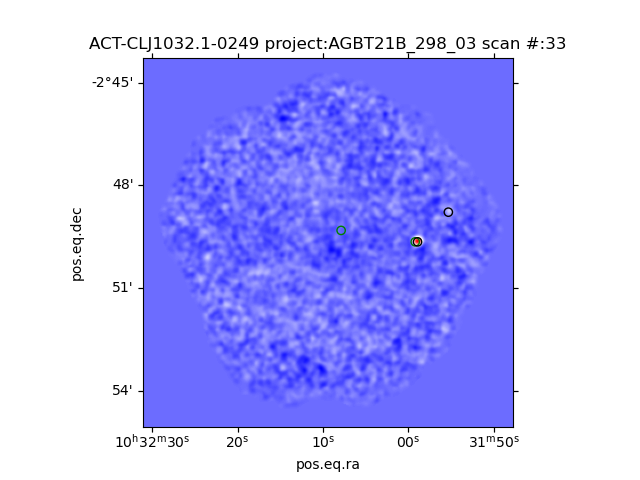 ACT-CLJ1032.1-0249 project:AGBT21B_298_03 scan #:33
-2°45'
48'
51'
54'
pos.eq.dec
10ʰ32ᵐ30ˢ 20ˢ 10ˢ 00ˢ 31ᵐ50ˢ
pos.eq.ra